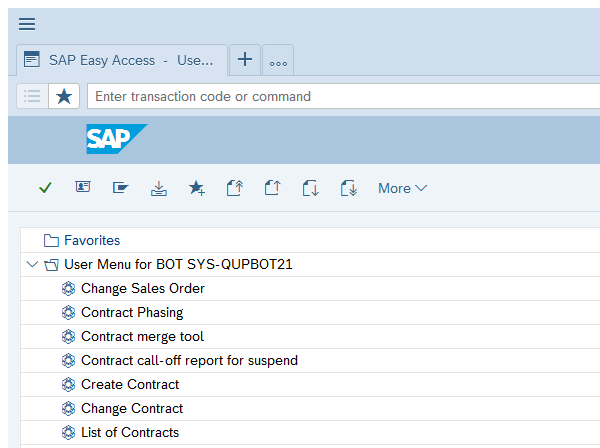 SAP Easy Access - Use...
Enter transaction code or command
SAP
More
Favorites
User Menu for BOT SYS-QUPBOT21
Change Sales Order
Contract Phasing
Contract merge tool
Contract call-off report for suspend
Create Contract
Change Contract
List of Contracts